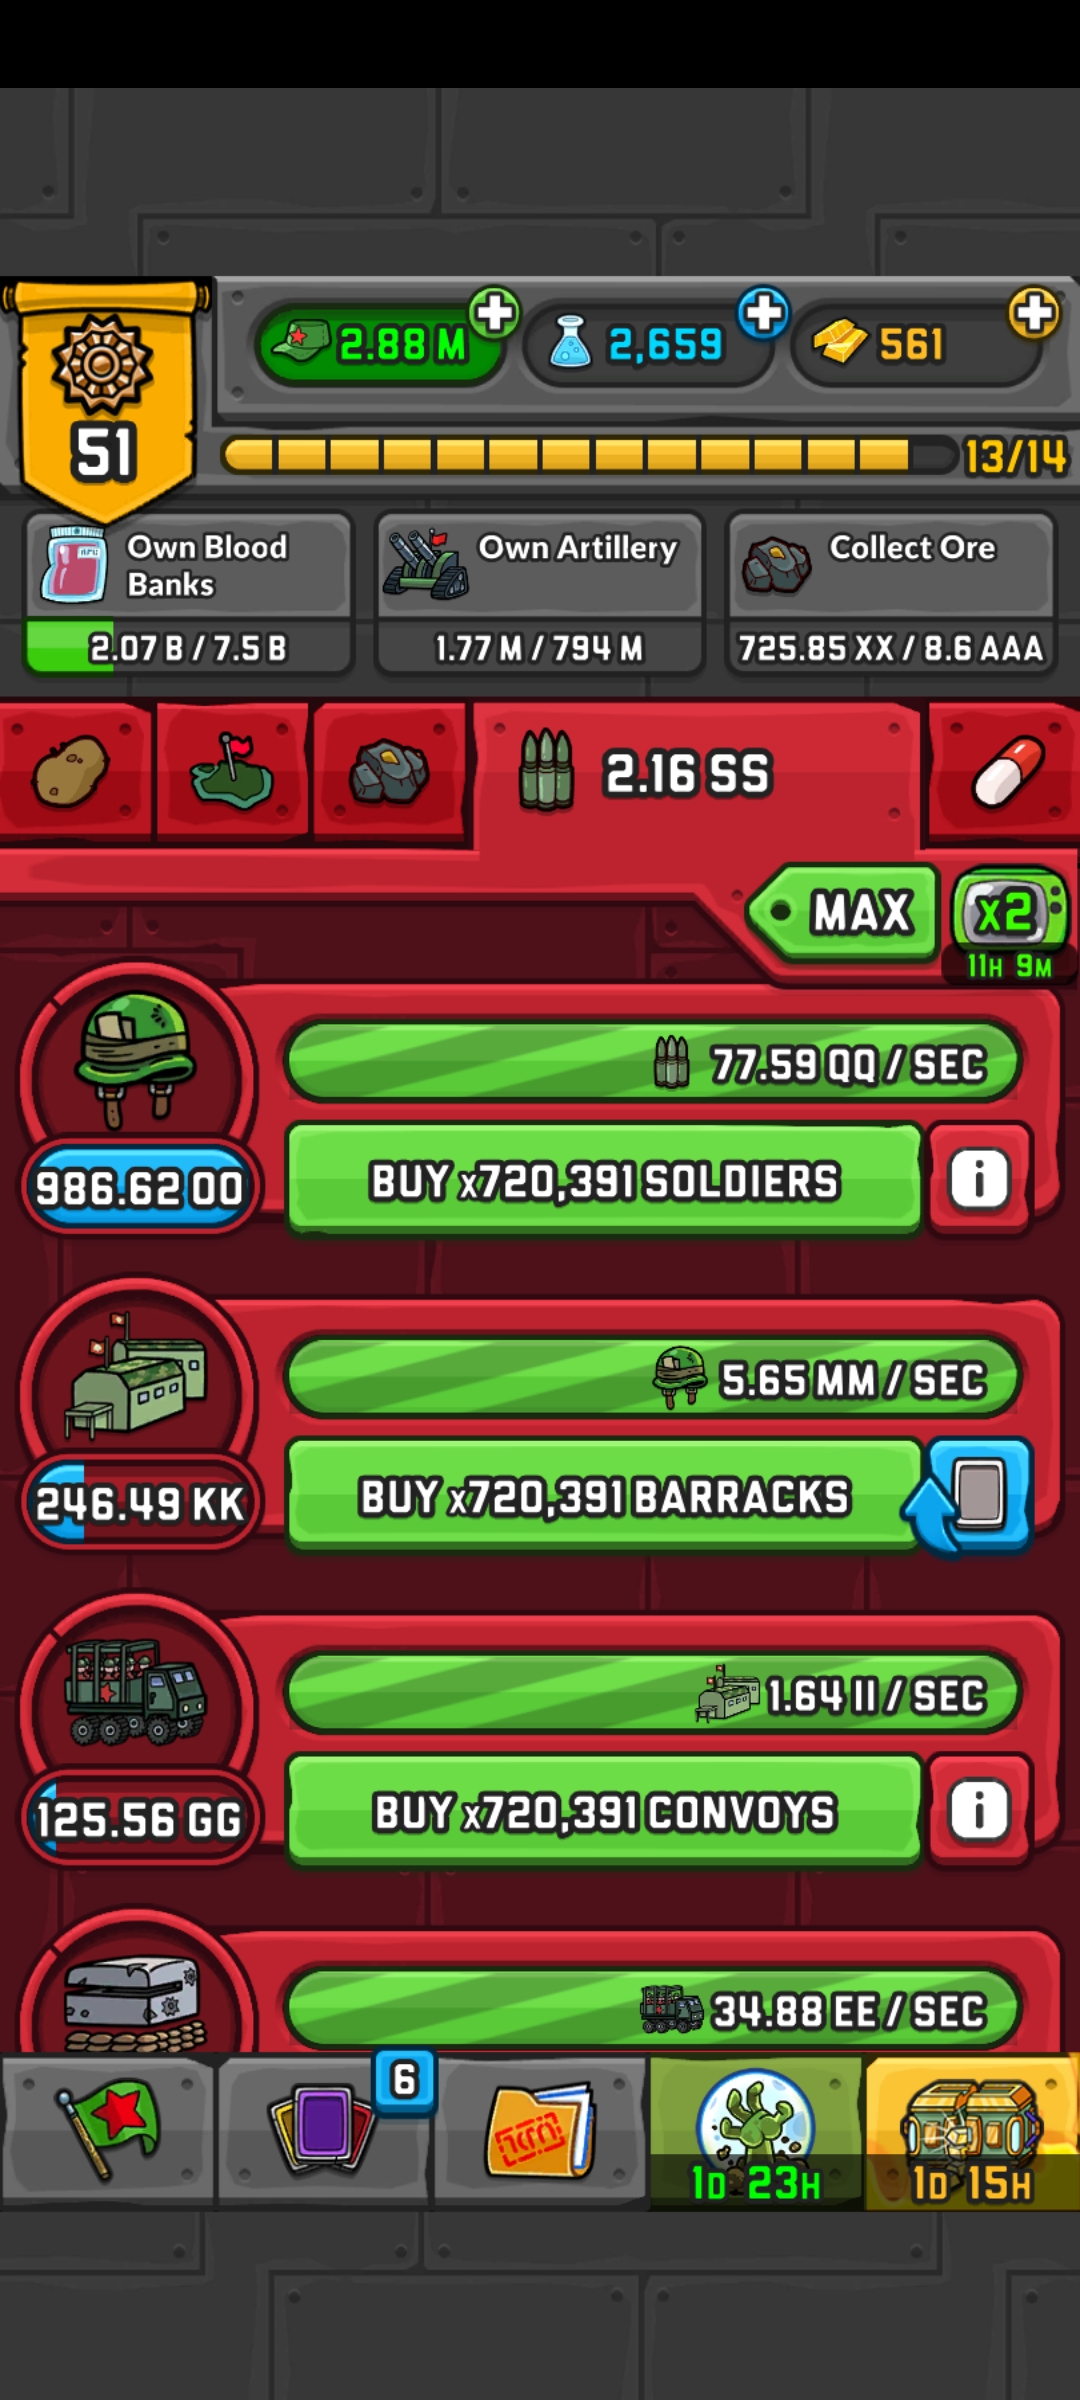 2.88 M
2,659
561
51
13/14
Own Blood
Banks
2.07 B / 7.5 B
Own Artillery
1.77 M / 794 M
Collect Ore
725.85 XX / 8.6 AAA
2.16 SS
MAX
x2
11H 9M
77.59 QQ / SEC
986.62 OO
BUY x720,391 SOLDIERS
i
5.65 MM / SEC
246.49 KK
BUY x720,391 BARRACKS
1.64 II / SEC
125.56 GG
BUY x720,391 CONVOYS
i
34.88 EE / SEC
6
1D 23H
1D 15H